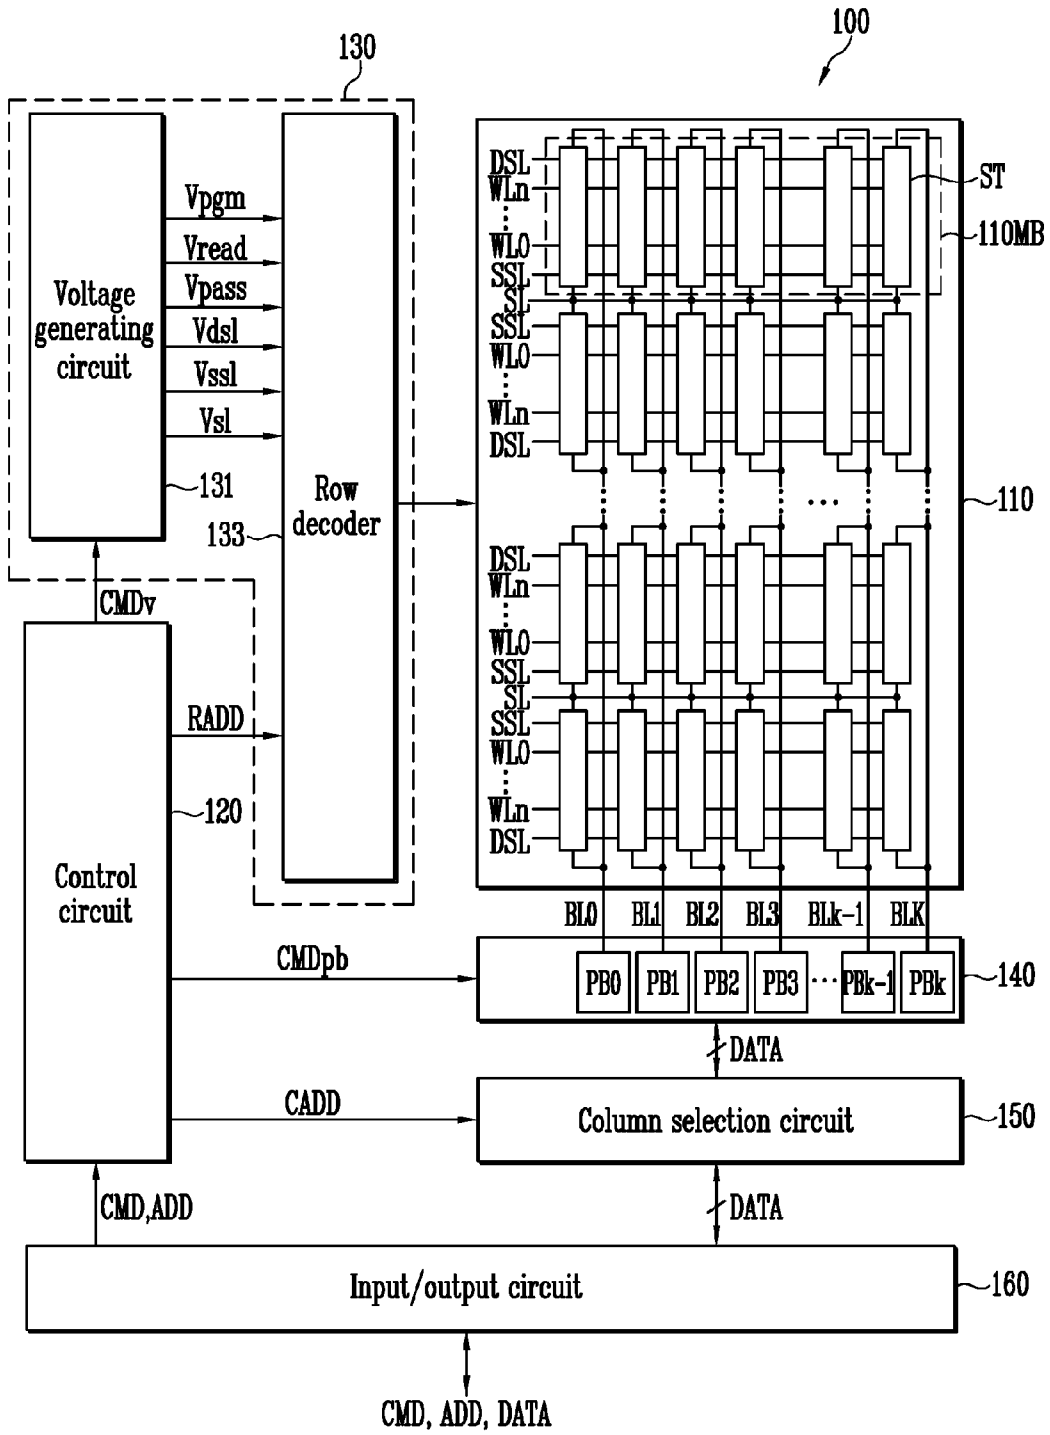 100
130
Voltage
generating
circuit
Vpgm
Vread
Vpass
Vdsl
Vssl
Vsl
131
133
Row
decoder
DSL
WLn
WL0
SSL
SL
SSL
WL0
WLn
DSL
DSL
WLn
WL0
SSL
SL
SSL
WL0
WLn
DSL
ST
110MB
110
CMDv
RADD
120
Control
circuit
BL0 BL1 BL2 BL3 BLk-1 BLK
CMDpb
PB0 PB1 PB2 PB3 ... PBk-1 PBk
140
DATA
CADD
Column selection circuit
150
CMD,ADD
DATA
Input/output circuit
160
CMD, ADD, DATA